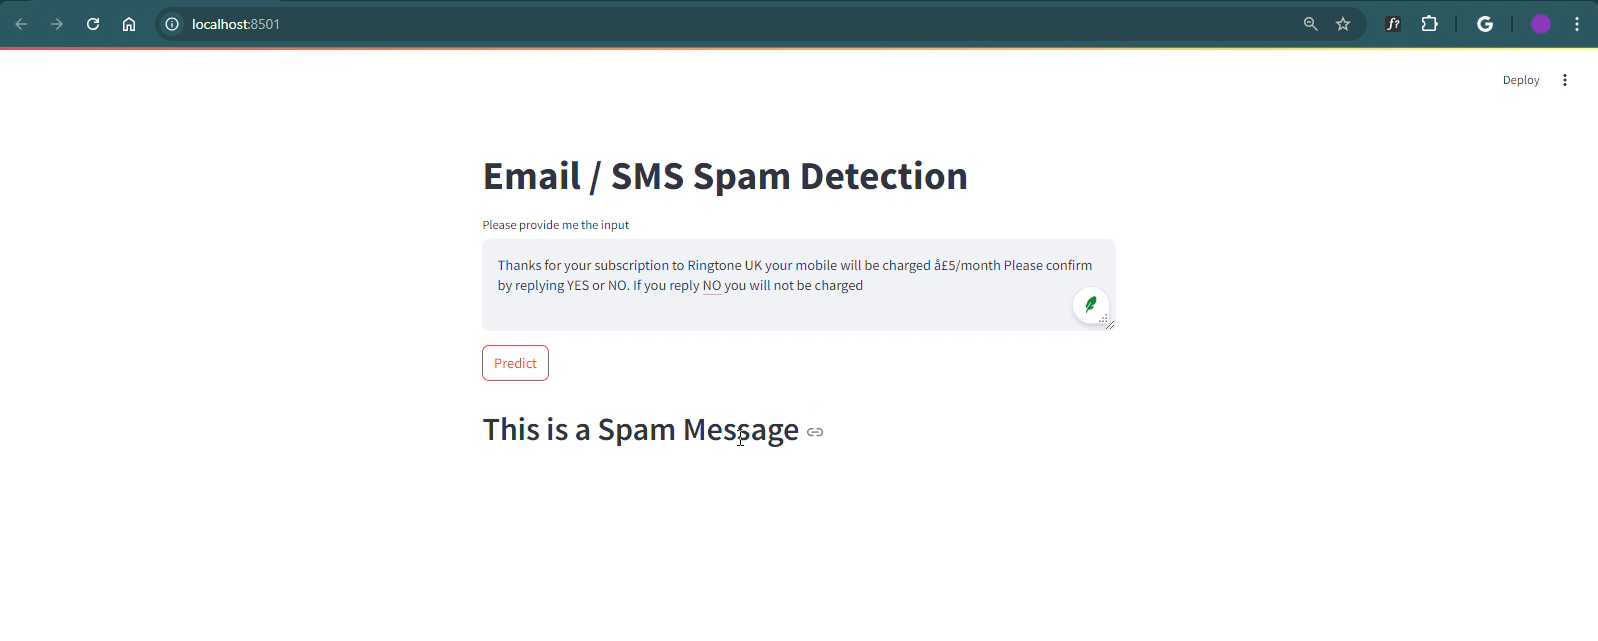 localhost:8501
f?
G
Deploy
Email / SMS Spam Detection
Please provide me the input
Thanks for your subscription to Ringtone UK your mobile will be charged å£5/month Please confirm
by replying YES or NO. If you reply NO you will not be charged
Predict
This is a Spam Message